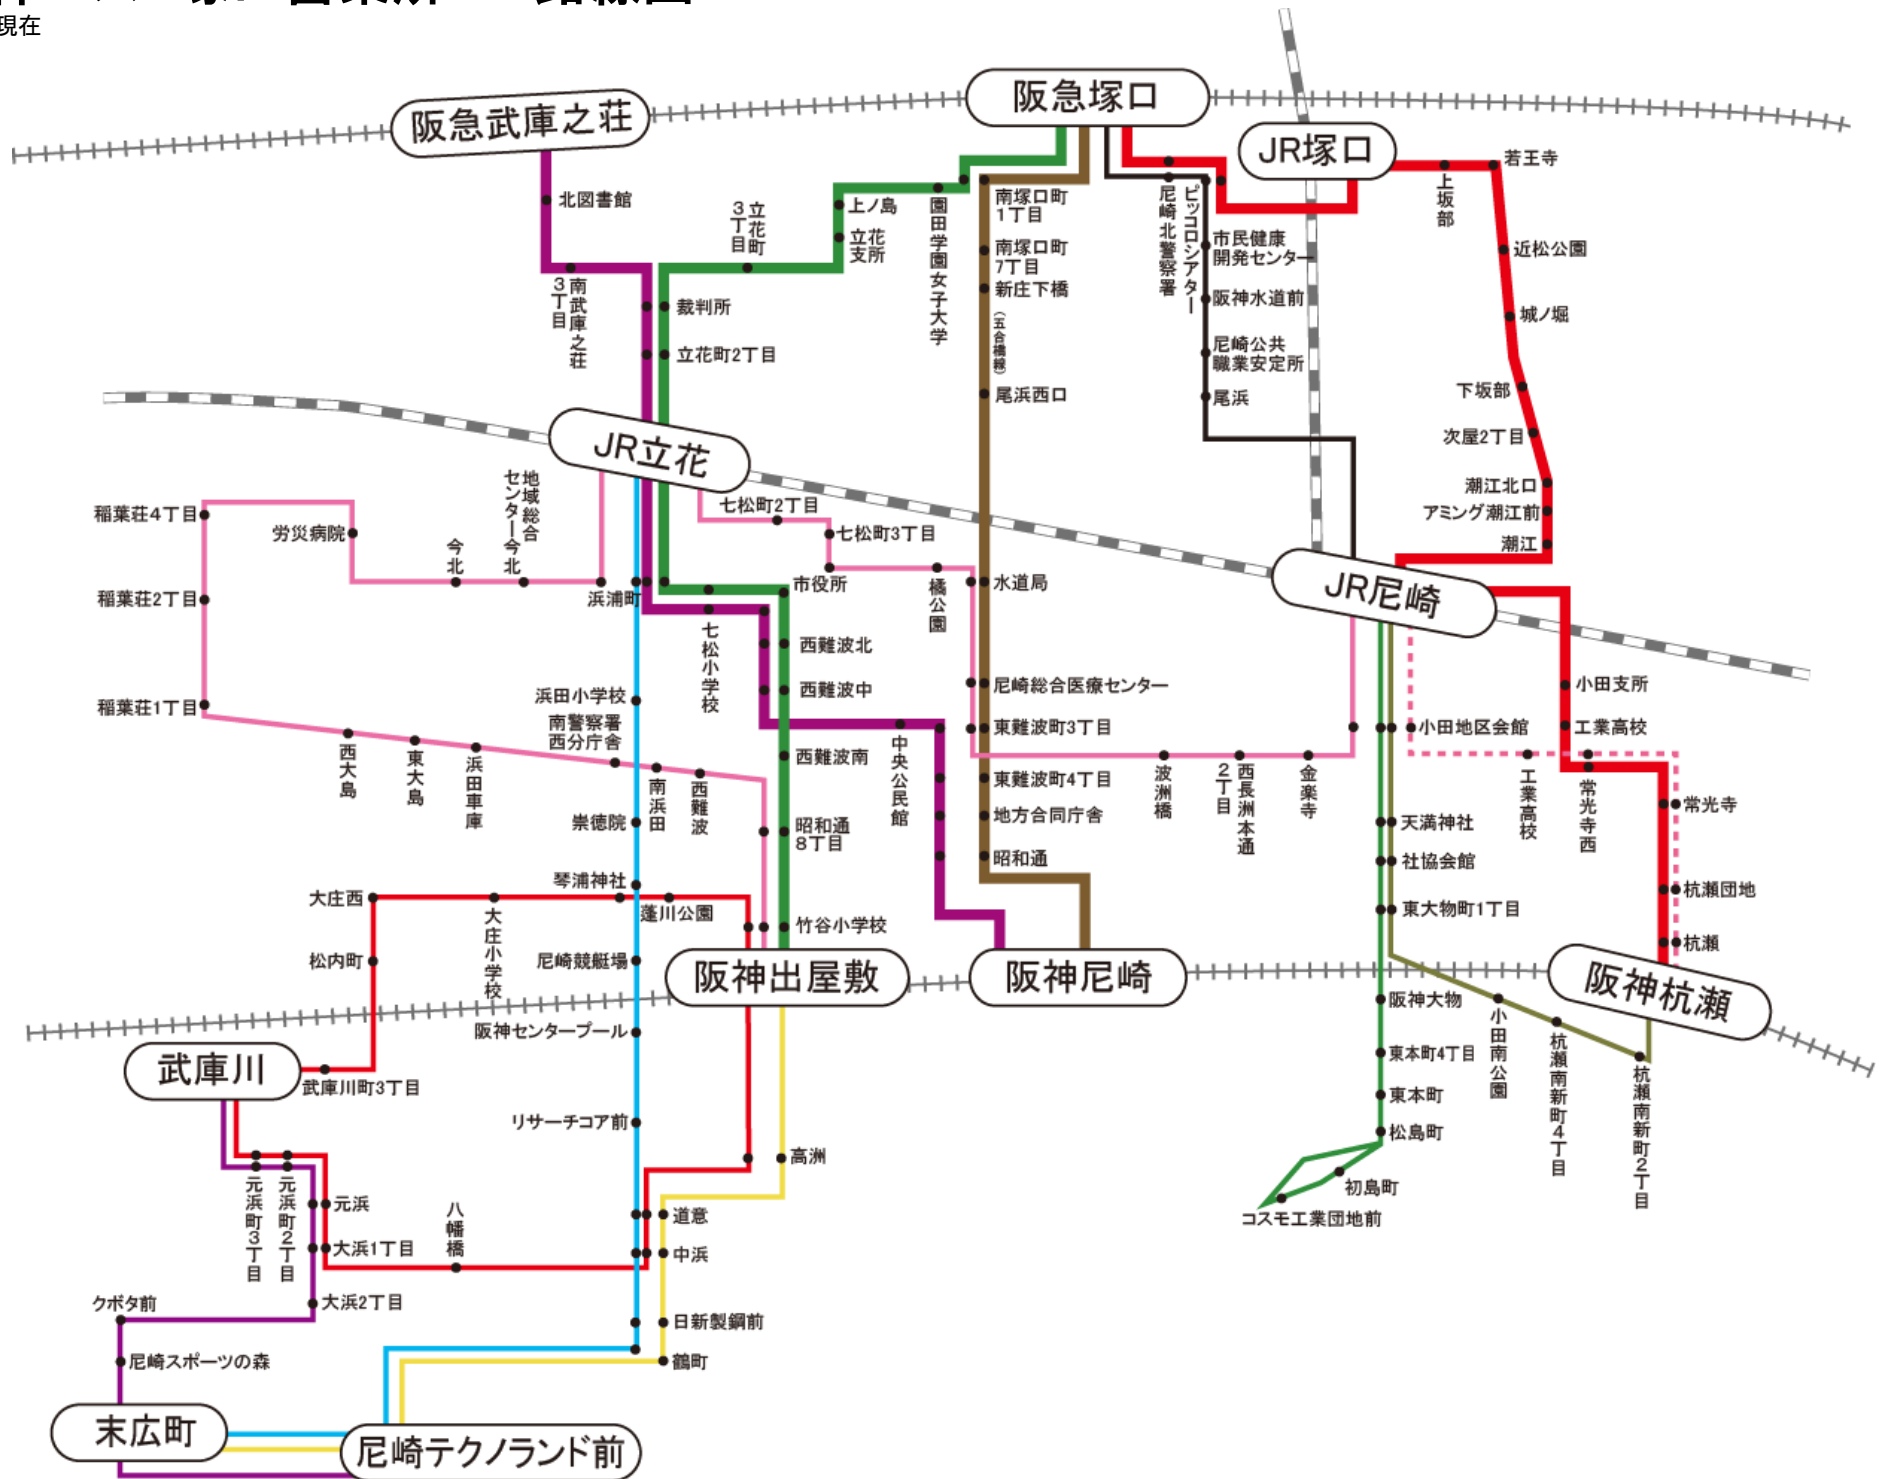 現在
阪急武庫之荘
阪急塚口
JR塚口
若王寺
上坂部
北図書館
南武庫之荘
3丁目
立花町
3丁目
上ノ島
立花
支所
園田学園女子大学
南塚口町
1丁目
南塚口町
7丁目
新庄下橋
(五合橋線)
尾浜西口
尼崎北警察署
ピッコロシアター
市民健康
開発センター
阪神水道前
尼崎公共
職業安定所
尾浜
近松公園
城ノ堀
下坂部
次屋2丁目
潮江北口
アミング潮江前
潮江
裁判所
立花町2丁目
JR立花
七松町2丁目
七松町3丁目
稲葉荘4丁目
労災病院
今北
地域総合
センター今北
浜浦町
稲葉荘2丁目
稲葉荘1丁目
市役所
七松小学校
橘公園
水道局
JR尼崎
西難波北
西難波中
浜田小学校
南警察署
西分庁舎
尼崎総合医療センター
東難波町3丁目
小田支所
工業高校
小田地区会館
西大島
東大島
浜田車庫
南浜田
西難波
西難波南
中央公民館
東難波町4丁目
地方合同庁舎
昭和通
波洲橋
西長洲本通
2丁目
金楽寺
工業高校
常光寺西
常光寺
天満神社
社協会館
東大物町1丁目
杭瀬団地
杭瀬
崇徳院
昭和通
8丁目
琴浦神社
蓬川公園
大庄西
大庄小学校
松内町
尼崎競艇場
竹谷小学校
阪神出屋敷
阪神尼崎
阪神杭瀬
阪神センタープール
阪神大物
小田南公園
杭瀬南新町4丁目
杭瀬南新町2丁目
東本町4丁目
東本町
松島町
初島町
コスモ工業団地前
武庫川
武庫川町3丁目
リサーチコア前
高洲
元浜町3丁目
元浜町2丁目
元浜
大浜1丁目
八幡橋
道意
中浜
大浜2丁目
クボタ前
日新製鋼前
尼崎スポーツの森
鶴町
末広町
尼崎テクノランド前